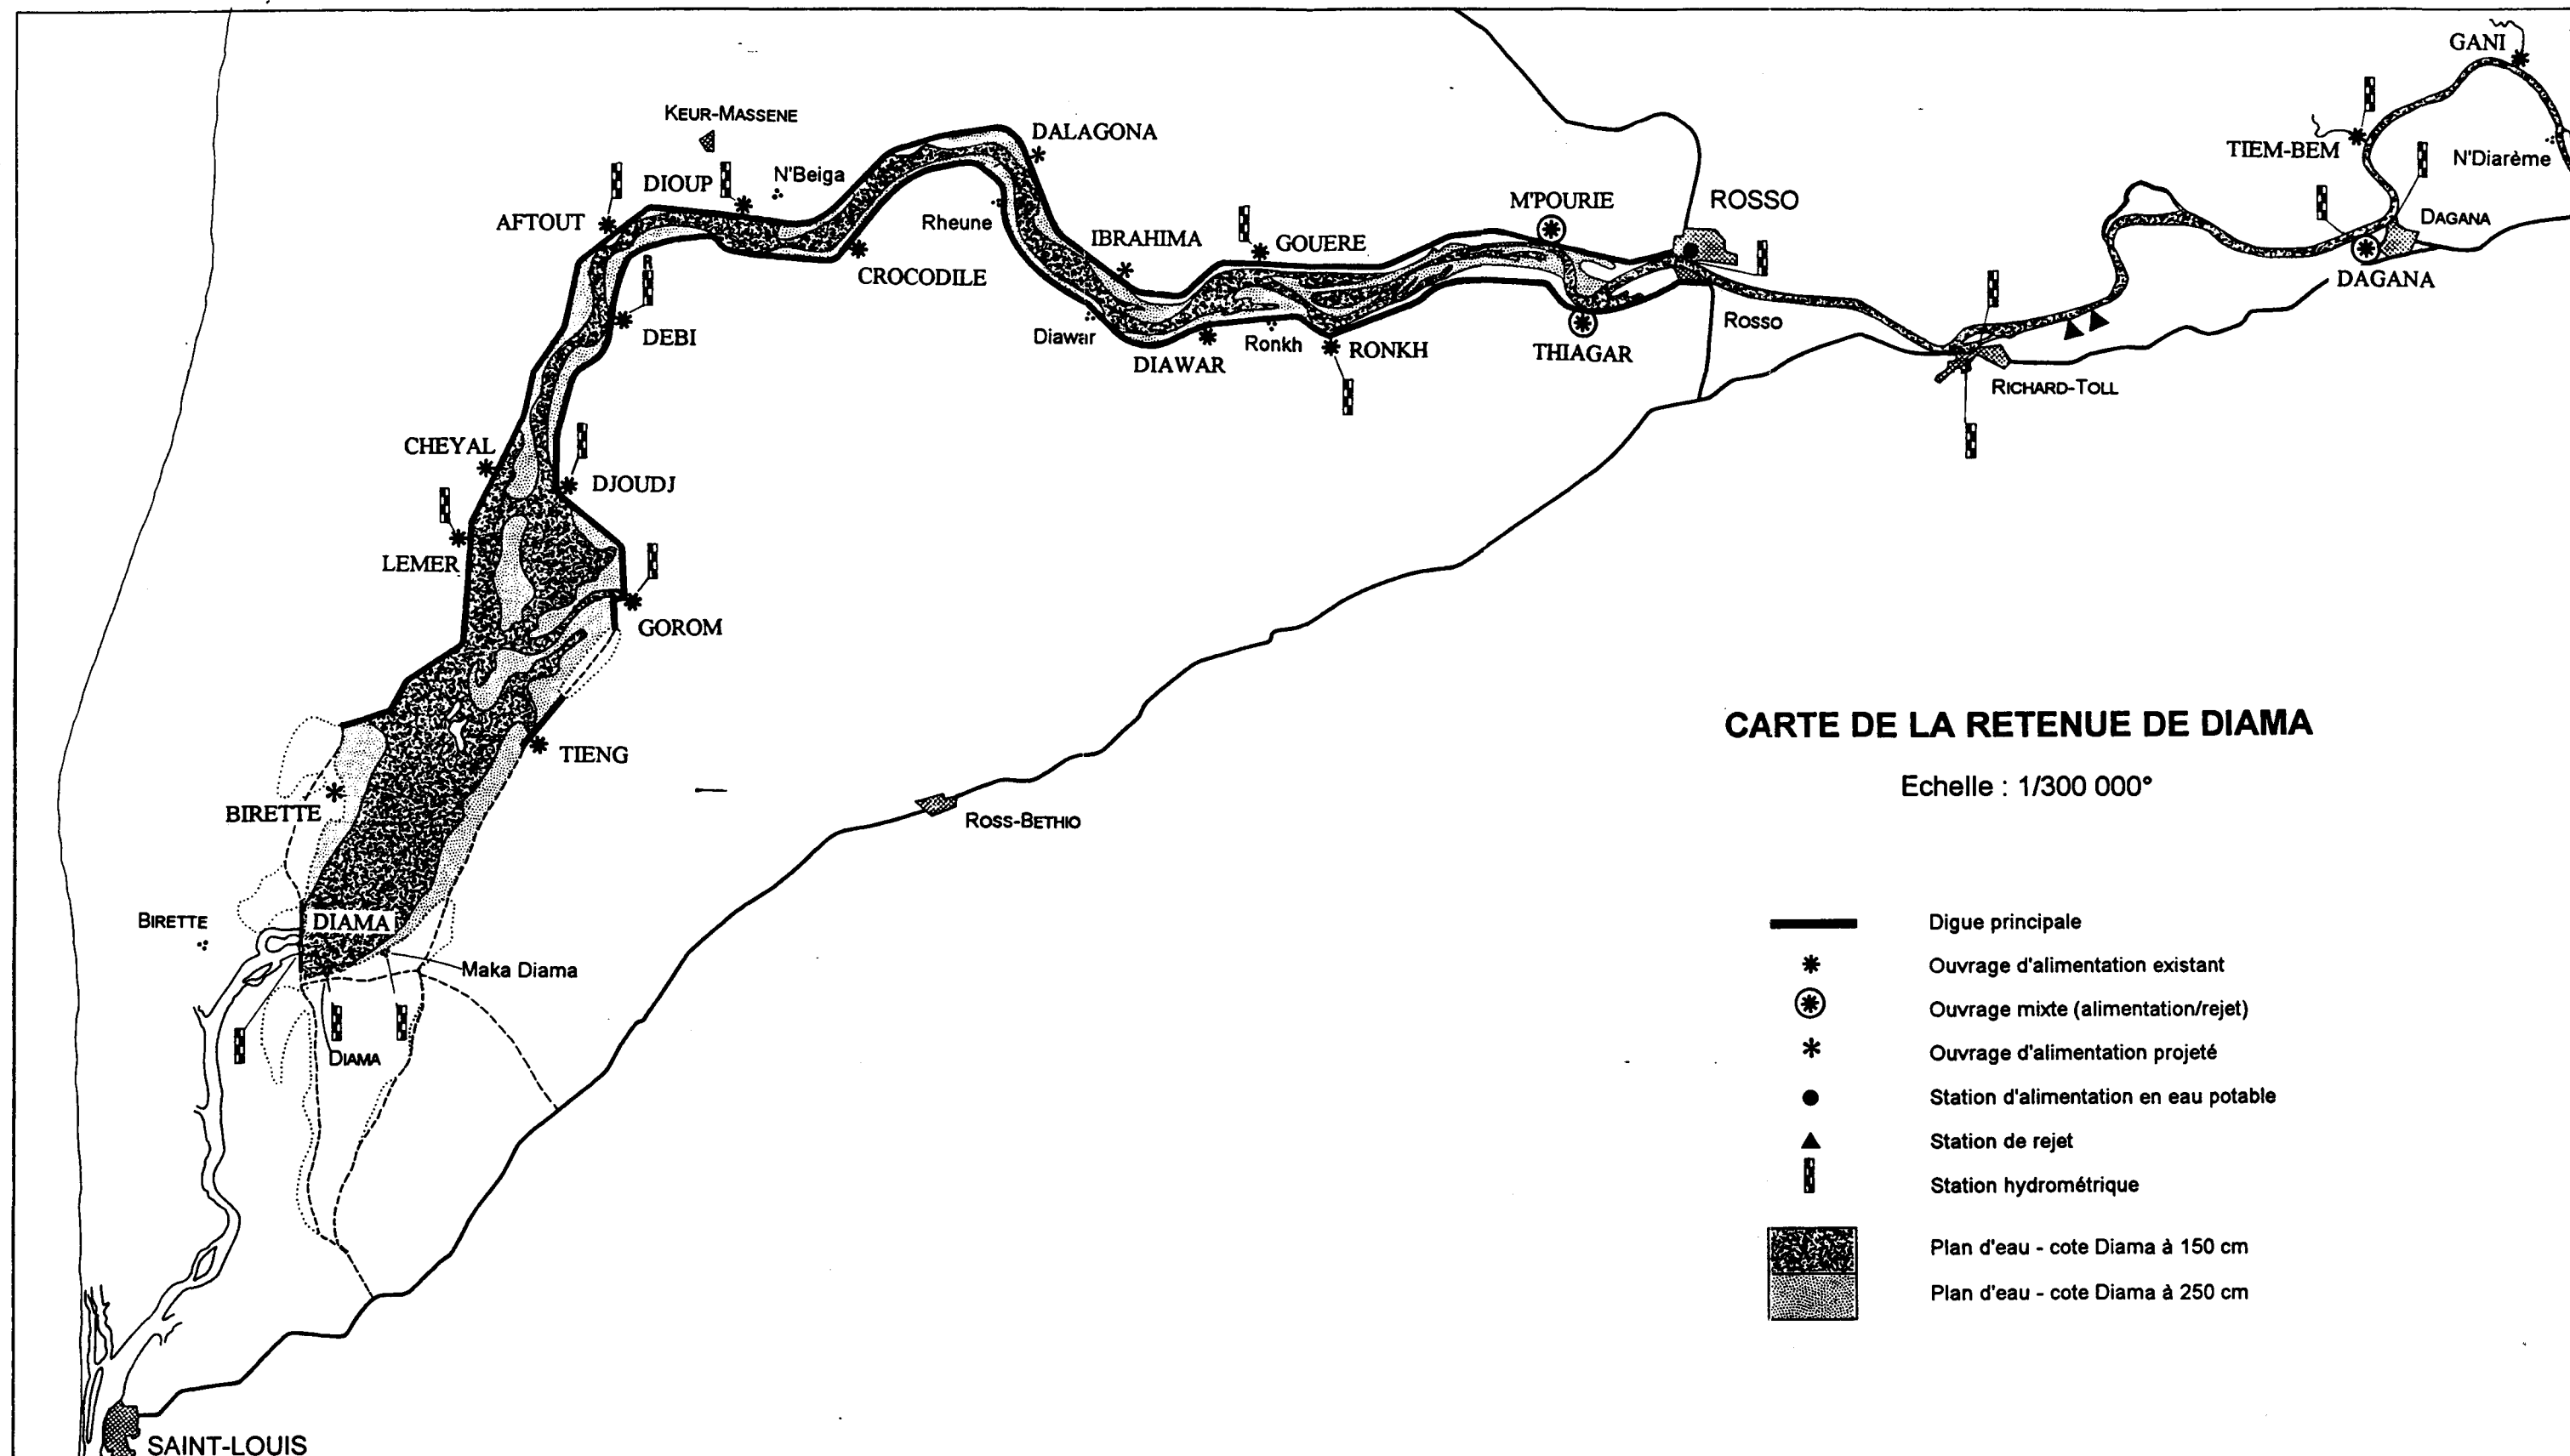 GANI
KEUR-MASSENE
DALAGONA
TIEM-BEM
N'Diarème
DIOUP
N'Beiga
M'POURIE
ROSSO
AFTOUT
Rheune
IBRAHIMA
GOUERE
DAGANA
R
CROCODILE
DAGANA
DEBI
Diawar
Ronkh
RONKH
THIAGAR
Rosso
DIAWAR
RICHARD-TOLL
CHEYAL
DJOUDJ
LEMER
GOROM
TIENG
BIRETTE
ROSS-BETHIO
BIRETTE
DIAMA
Maka Diama
DIAMA
SAINT-LOUIS
CARTE DE LA RETENUE DE DIAMA
Echelle : 1/300 000°
Digue principale
Ouvrage d'alimentation existant
Ouvrage mixte (alimentation/rejet)
Ouvrage d'alimentation projeté
Station d'alimentation en eau potable
Station de rejet
Station hydrométrique
Plan d'eau - cote Diama à 150 cm
Plan d'eau - cote Diama à 250 cm